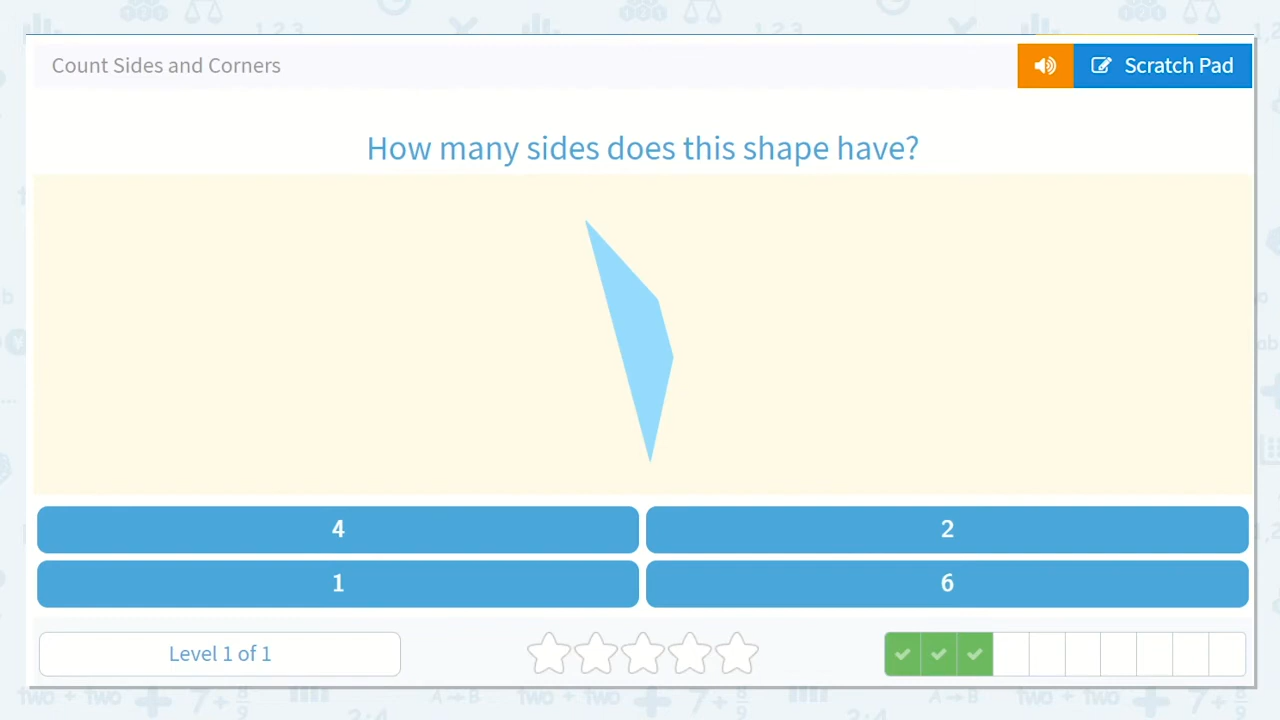 Count Sides and Corners
Scratch Pad
How many sides does this shape have?
4
2
1
6
Level 1 of 1